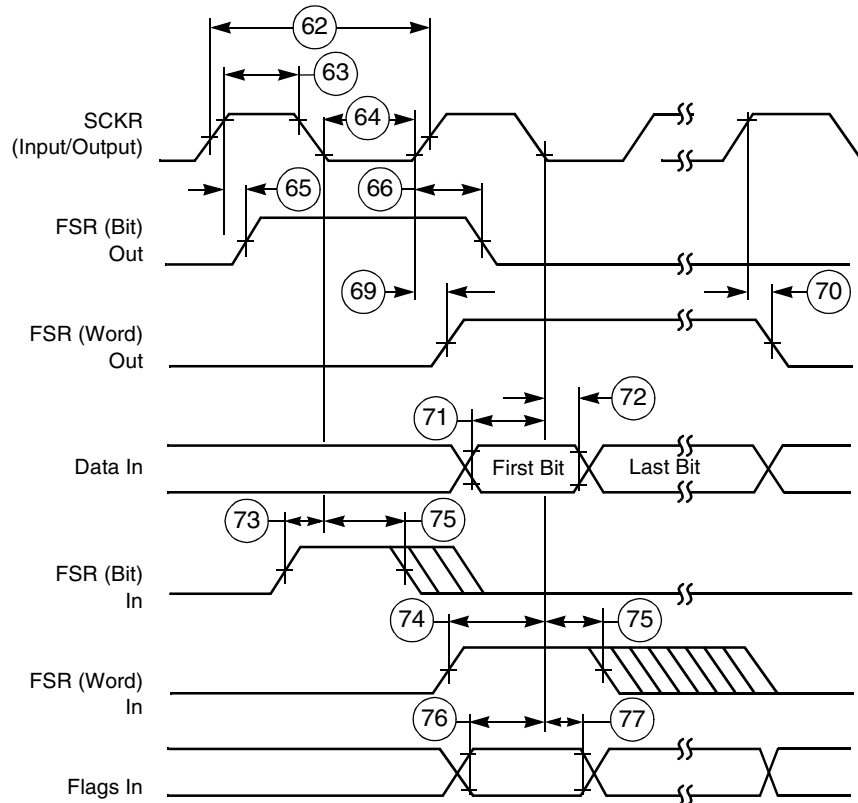 62
63
SCKR
(Input/Output)
64
65
66
FSR (Bit)
Out
69
70
FSR (Word)
Out
71
72
Data In
First Bit
Last Bit
73
75
FSR (Bit)
In
74
75
FSR (Word)
In
76
77
Flags In